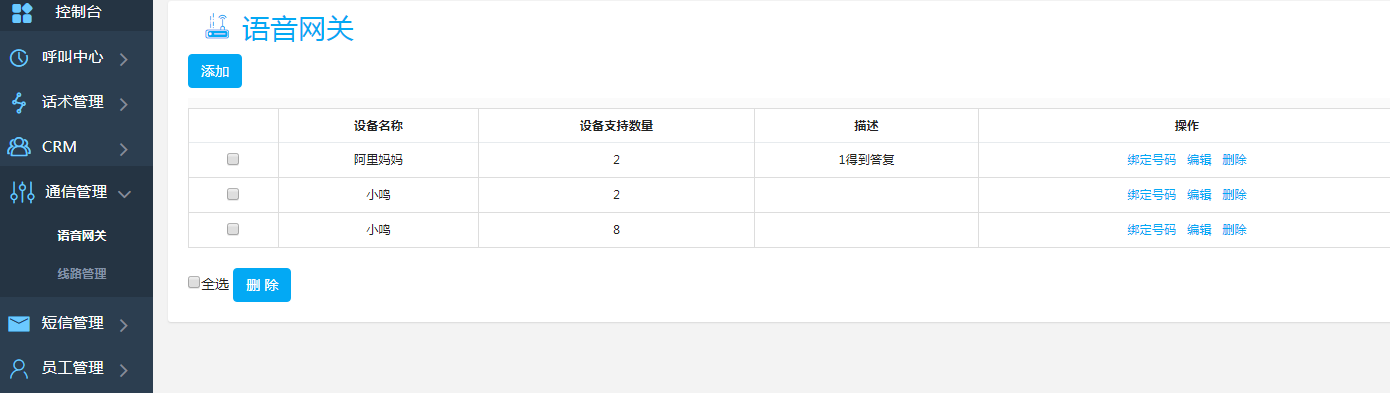 控制台
呼叫中心
话术管理
CRM
通信管理
语音网关
线路管理
短信管理
员工管理
语音网关
添加
设备名称 设备支持数量 描述 操作
阿里妈妈 2 1得到答复 绑定号码 编辑 删除
小鸣 2 绑定号码 编辑 删除
小鸣 8 绑定号码 编辑 删除
全选 删 除